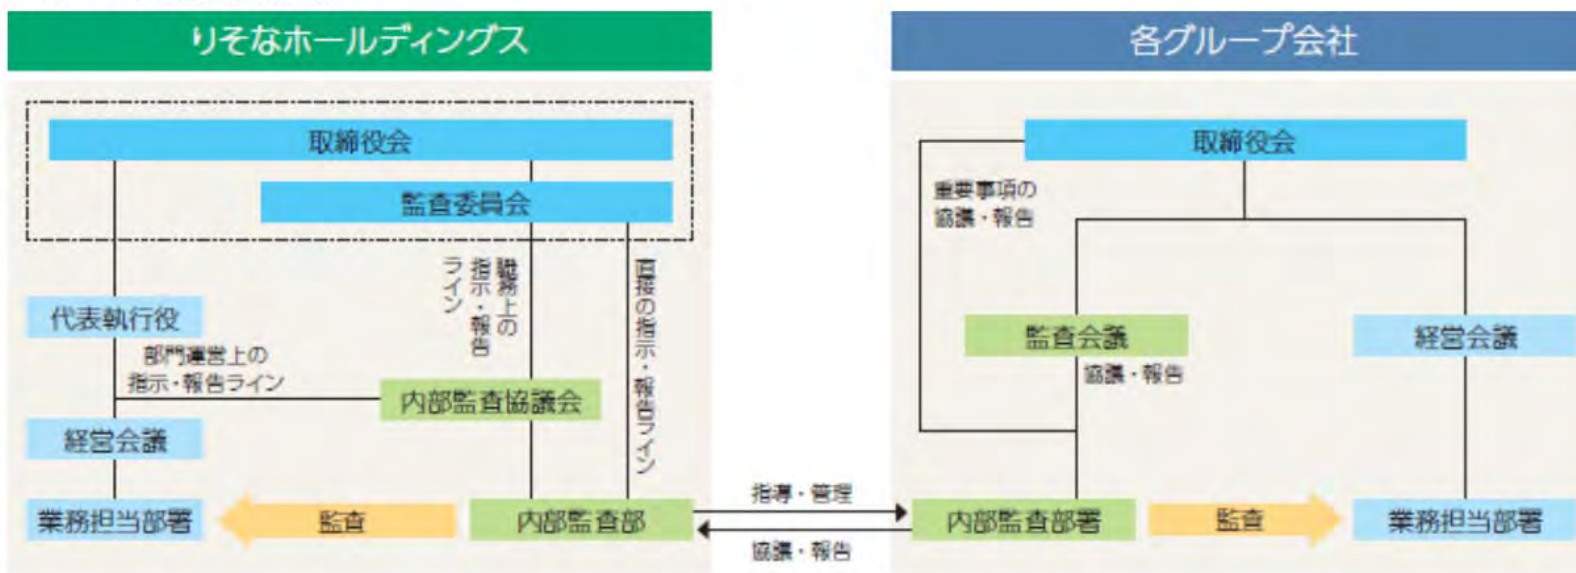 りそなホールディングス
取締役会
監査委員会
職務上の
指示・報告
ライン
直接の指示・報告ライン
代表執行役
部門運営上の
指示・報告ライン
内部監査協議会
経営会議
業務担当部署
監査
内部監査部
指導・管理
協議・報告
各グループ会社
取締役会
重要事項の
協議・報告
監査会議
協議・報告
経営会議
内部監査部署
監査
業務担当部署